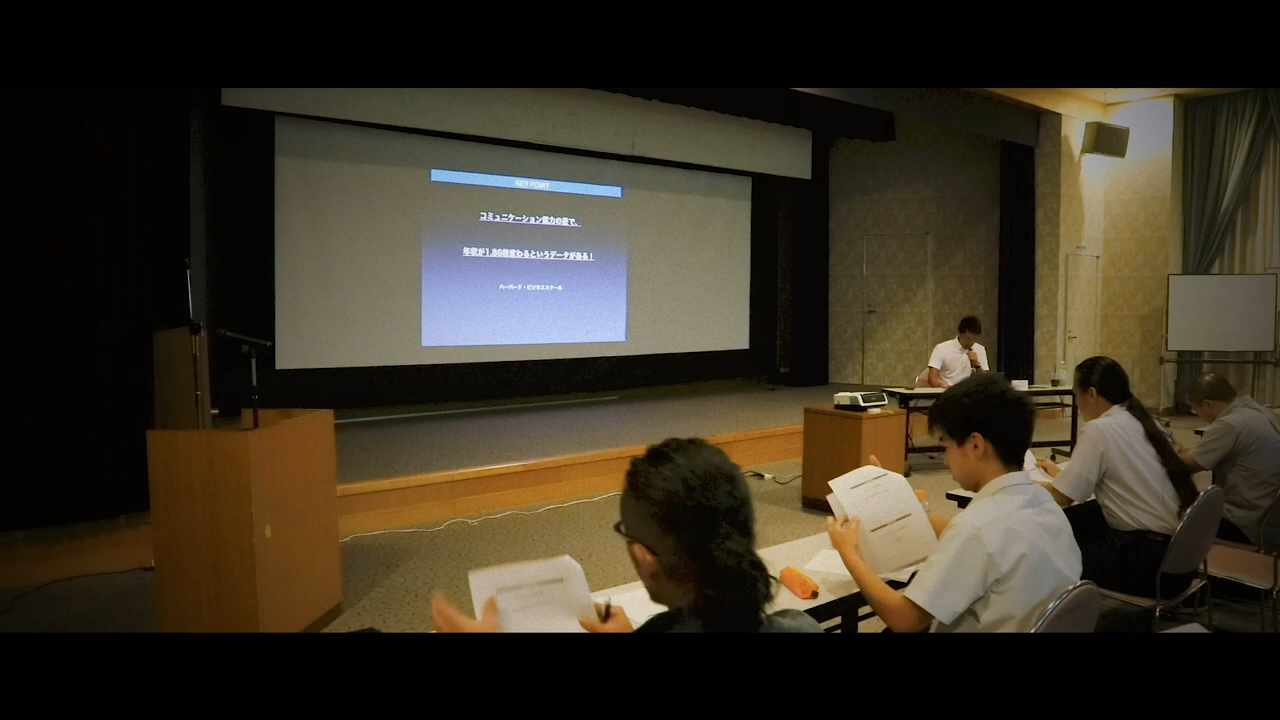 KEY POINT
コミュニケーション能力の差で、
年収が1.86倍変わるというデータがある！
ハーバード・ビジネススクール